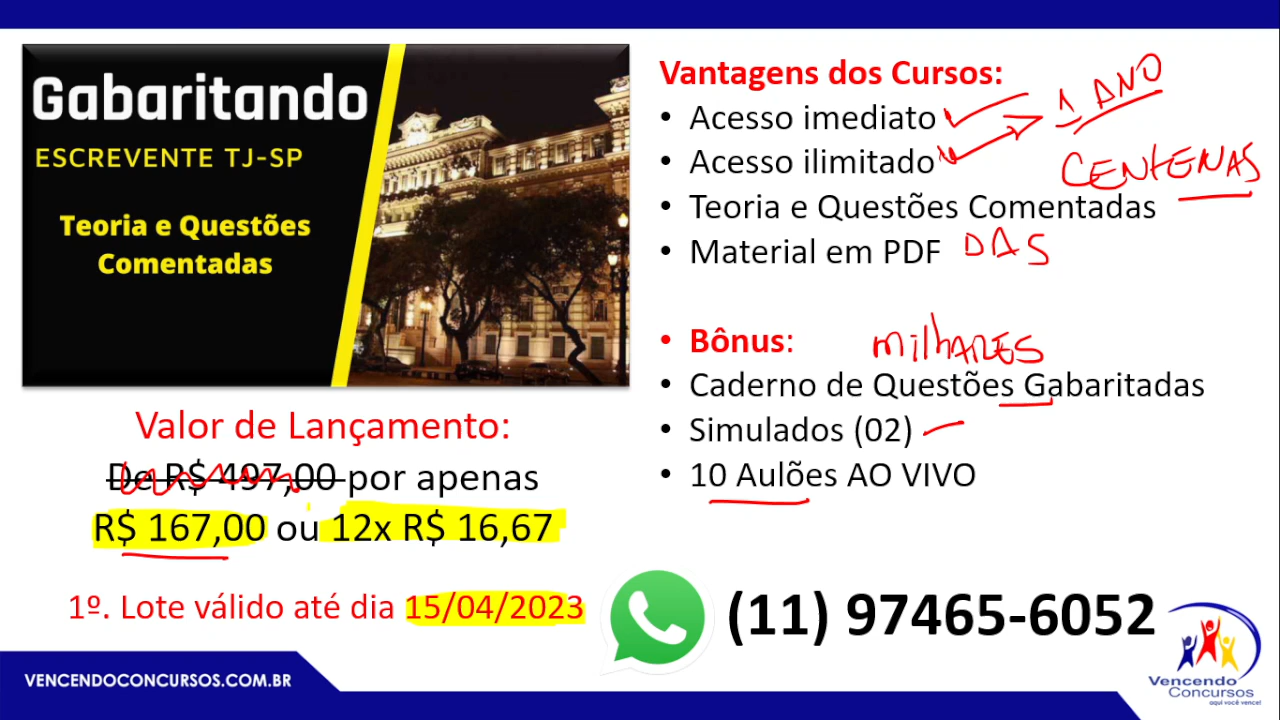 Gabaritando
ESCREVENTE TJ-SP
Teoria e Questões
Comentadas
Valor de Lançamento:
De R$ 497,00 por apenas
R$ 167,00 ou 12x R$ 16,67
1º. Lote válido até dia 15/04/2023
Vantagens dos Cursos:
• Acesso imediato
1 ANO
• Acesso ilimitado
CENTENAS
• Teoria e Questões Comentadas
• Material em PDF DAS
• Bônus:
milhARES
• Caderno de Questões Gabaritadas
• Simulados (02)
• 10 Aulões AO VIVO
(11) 97465-6052
VENCENDOCONCURSOS.COM.BR
Vencendo
Concursos
aqui você vence!